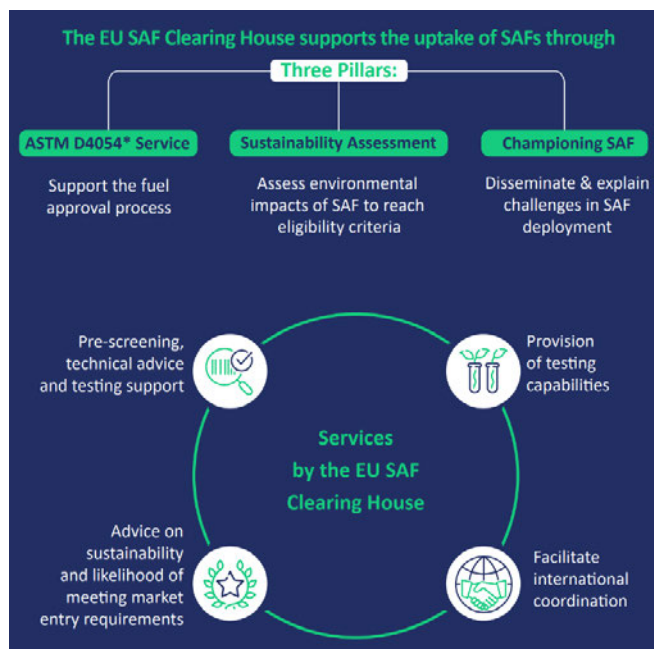 The EU SAF Clearing House supports the uptake of SAFs through
Three Pillars:
ASTM D4054* Service
Support the fuel
approval process
Sustainability Assessment
Assess environmental
impacts of SAF to reach
eligibility criteria
Championing SAF
Disseminate & explain
challenges in SAF
deployment
Pre-screening,
technical advice
and testing support
Provision
of testing
capabilities
Services
by the EU SAF
Clearing House
Advice on
sustainability
and likelihood of
meeting market
entry requirements
Facilitate
international
coordination